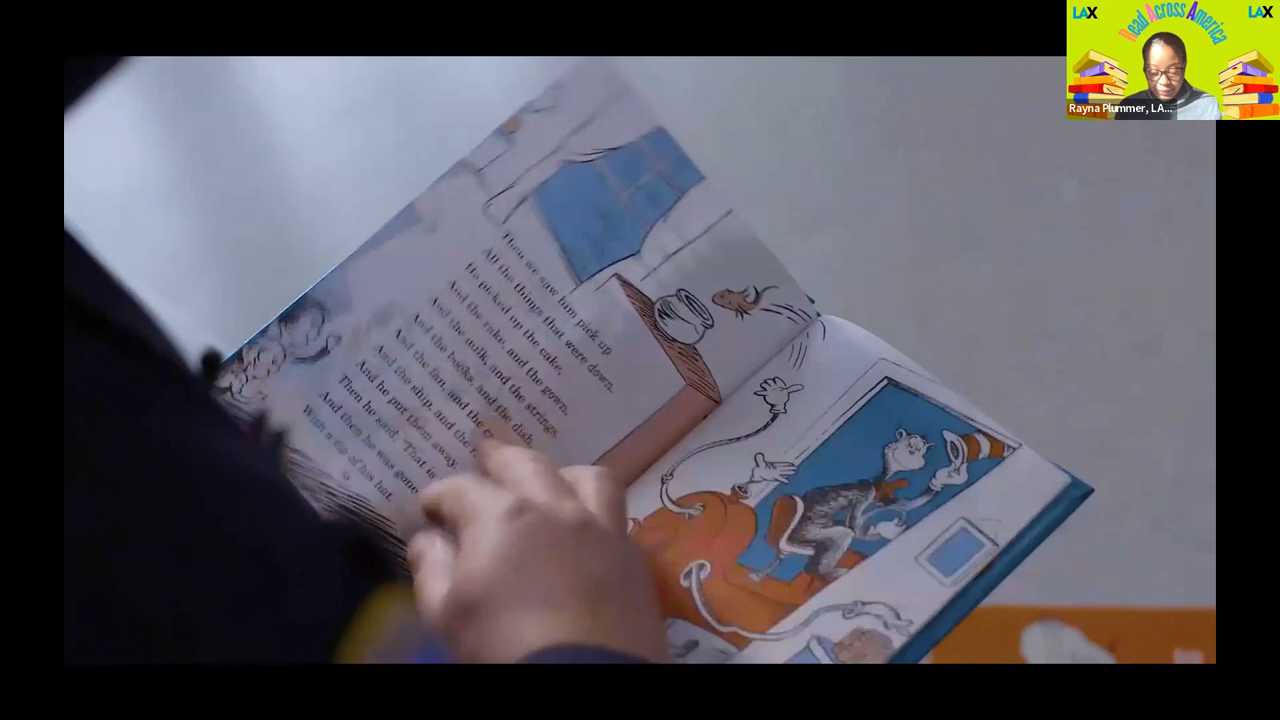 LAX
Read Across America
LAX
Rayna Plummer, LA...
Then we saw him pick up
All the things that were down.
He picked up the cake,
And the rake, and the gown,
And the milk, and the strings,
And the books, and the dish,
And the fan, and the
And the ship, and the
And he put them away.
Then he said, "That is
And then he was gone
With a tip of his hat.